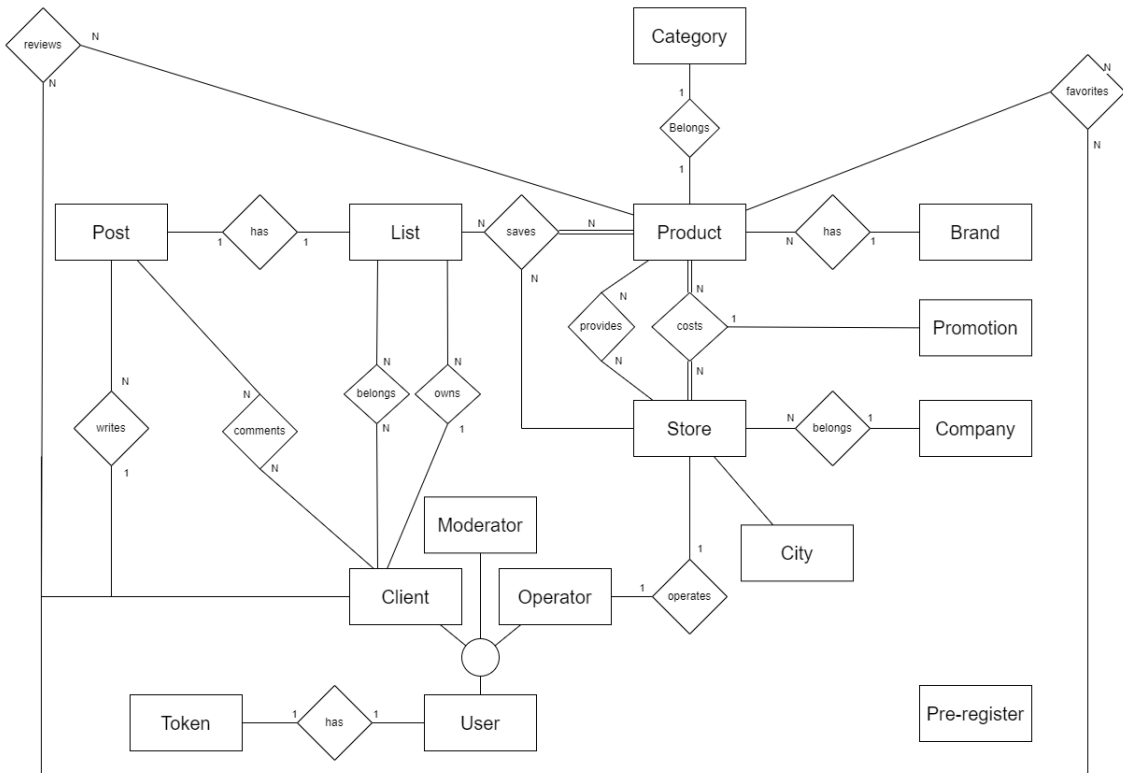 reviews
N
N
Category
1
Belongs
1
N
favorites
N
Post
1
has
1
List
N
saves
N
N
Product
N
has
1
Brand
N
provides
N
N
costs
N
1
Promotion
N
writes
1
N
comments
N
N
belongs
N
N
owns
1
Store
N
belongs
1
Company
Moderator
City
Client
Operator
1
operates
1
Token
1
has
1
User
Pre-register